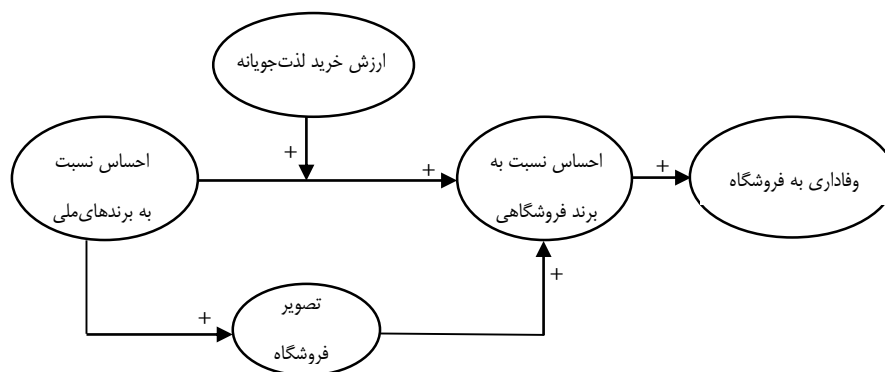 ارزش خرید لذت‌جویانه
+
احساس نسبت
به برندهای‌ملی
+
احساس نسبت به
برند فروشگاهی
+
وفاداری به فروشگاه
+
تصویر
فروشگاه
+
+